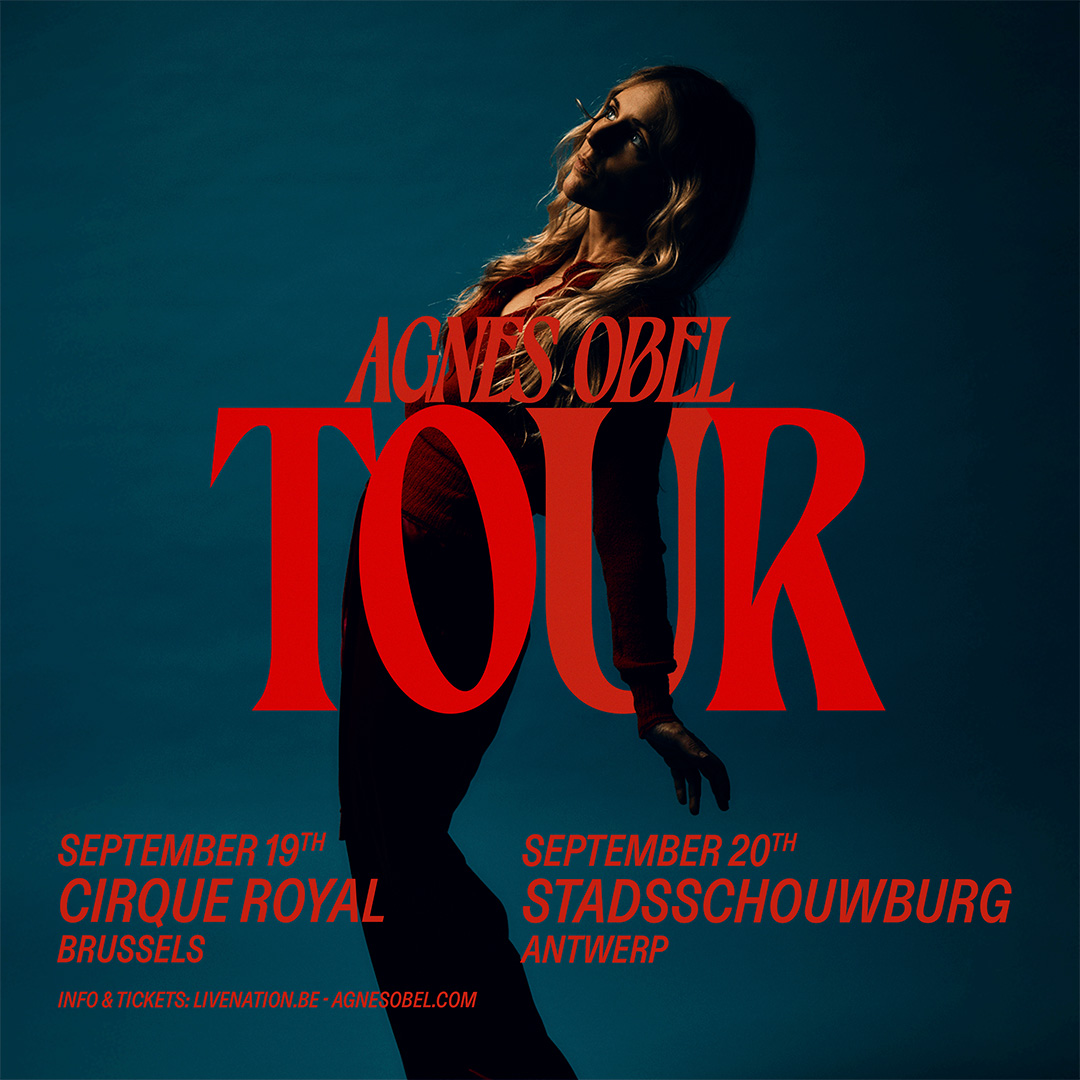 AGNES OBEL
TOUR
SEPTEMBER 19TH
CIRQUE ROYAL
BRUSSELS
SEPTEMBER 20TH
STADSSCHOUWBURG
ANTWERP
INFO & TICKETS: LIVENATION.BE · AGNESOBEL.COM